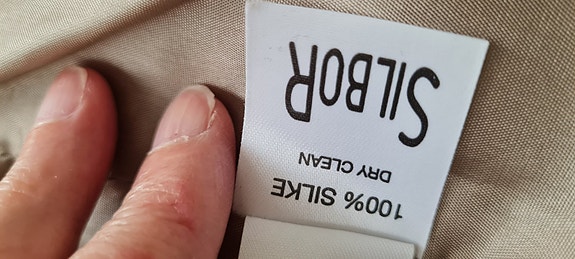 SILBOR
DRY CLEAN
100% SILKE